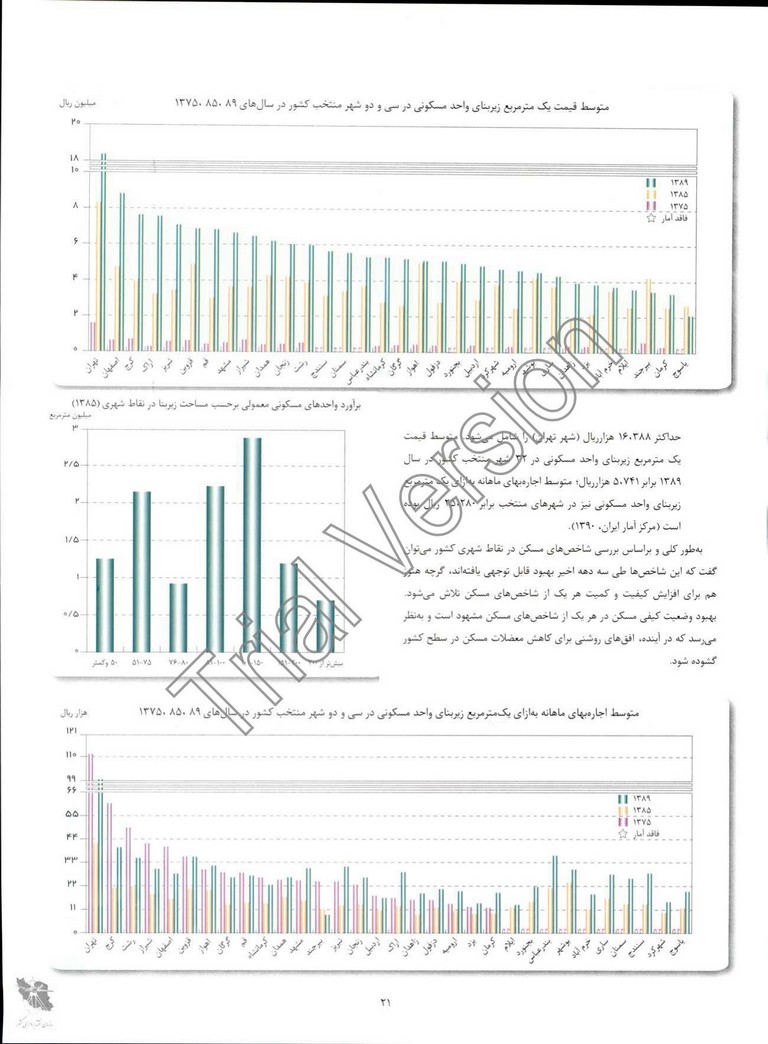 متوسط قیمت یک مترمربع زیربنای واحد مسکونی در سی و دو شهر منتخب کشور در سال‌های ۸۹ ،۸۵ ،۱۳۷۵
میلیون ریال
۲۰
۱۸
۱۰
۸
۶
۴
۲
۰
۱۳۸۹
۱۳۸۵
۱۳۷۵
فاقد آمار
تهران اصفهان کرج اراک تبریز قزوین قم مشهد شیراز همدان زنجان رشت سنندج سمنان بندرعباس کرمانشاه گرگان اهواز دزفول بجنورد اردبیل شهرکرد ارومیه بوشهر ساری زاهدان یزد خرم آباد ایلام بیرجند کرمان یاسوج
برآورد واحدهای مسکونی معمولی برحسب مساحت زیربنا در نقاط شهری (۱۳۸۵)
میلیون مترمربع
۳
۲/۵
۲
۱/۵
۱
۰/۵
۰
۵۰ وکمتر ۵۱-۷۵ ۷۶-۸۰
حداکثر ۱۶،۳۸۸ هزارریال (شهر تهران) را شامل می‌شود. متوسط قیمت
یک مترمربع زیربنای واحد مسکونی در ۳۲ شهر منتخب کشور در سال
۱۳۸۹ برابر ۵،۷۴۱ هزارریال؛ متوسط اجاره‌بهای ماهانه به‌ازای یک مترمربع
زیربنای واحد مسکونی نیز در شهرهای منتخب برابر ۲۵،۲۸۰ ریال بوده
است (مرکز آمار ایران، ۱۳۹۰).
به‌طور کلی و براساس بررسی شاخص‌های مسکن در نقاط شهری کشور می‌توان
گفت که این شاخص‌ها طی سه دهه اخیر بهبود قابل توجهی یافته‌اند، گرچه هنوز
هم برای افزایش کیفیت و کمیت هر یک از شاخص‌های مسکن تلاش می‌شود.
بهبود وضعیت کیفی مسکن در هر یک از شاخص‌های مسکن مشهود است و به‌نظر
می‌رسد که در آینده، افق‌های روشنی برای کاهش معضلات مسکن در سطح کشور
گشوده شود.
متوسط اجاره‌بهای ماهانه به‌ازای یک‌مترمربع زیربنای واحد مسکونی در سی و دو شهر منتخب کشور در سال‌های ۸۹ ،۸۵ ،۱۳۷۵
هزار ریال
۱۲۱
۱۱۰
۹۹
۶۶
۵۵
۴۴
۳۳
۲۲
۱۱
۰
۱۳۸۹
۱۳۸۵
۱۳۷۵
فاقد آمار
تهران کرج رشت شیراز اصفهان قزوین اهواز گرگان قم کرمانشاه همدان مشهد بیرجند تبریز زنجان اردبیل اراک زاهدان دزفول ارومیه یزد کرمان ایلام بجنورد بندرعباس بوشهر خرم آباد ساری سمنان سنندج شهرکرد یاسوج
Trial Version
۲۱